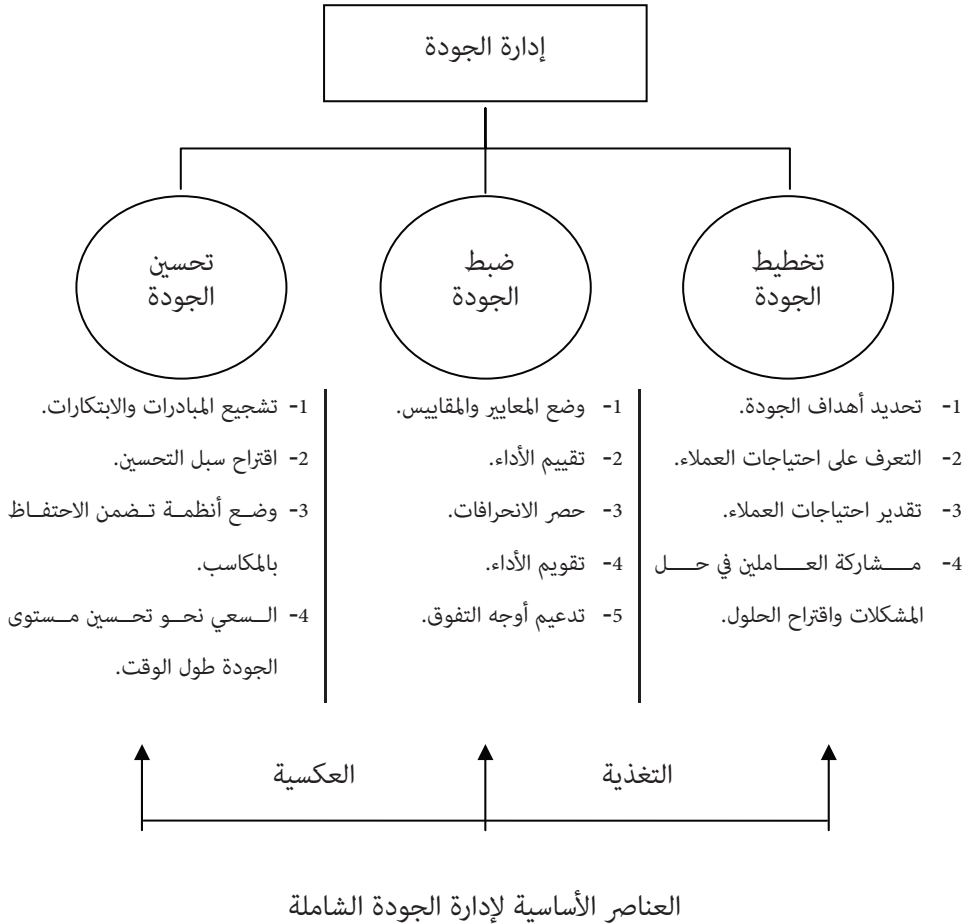 إدارة الجودة
تخطيط
الجودة
ضبط
الجودة
تحسين
الجودة
1- تحديد أهداف الجودة.
2- التعرف على احتياجات العملاء.
3- تقدير احتياجات العملاء.
4- مشاركة العاملين في حل
المشكلات واقتراح الحلول.
1- وضع المعايير والمقاييس.
2- تقييم الأداء.
3- حصر الانحرافات.
4- تقويم الأداء.
5- تدعيم أوجه التفوق.
1- تشجيع المبادرات والابتكارات.
2- اقتراح سبل التحسين.
3- وضع أنظمة تضمن الاحتفاظ
بالمكاسب.
4- السعي نحو تحسين مستوى
الجودة طول الوقت.
التغذية
العكسية
العناصر الأساسية لإدارة الجودة الشاملة